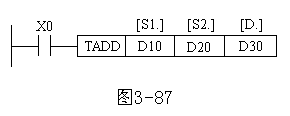 X0 [S1.] [S2.] [D.]
TADD D10 D20 D30
图3-87